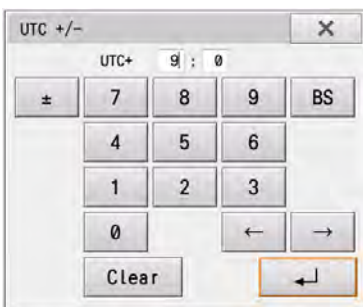 UTC +/-
UTC+ 9 : 0
± 7 8 9 BS
4 5 6
1 2 3
0 ← →
Clear ↵